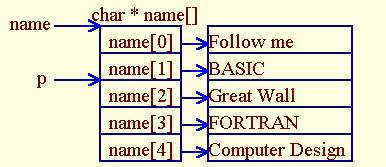 char * name[]
name
name[0] Follow me
name[1] BASIC
p
name[2] Great Wall
name[3] FORTRAN
name[4] Computer Design